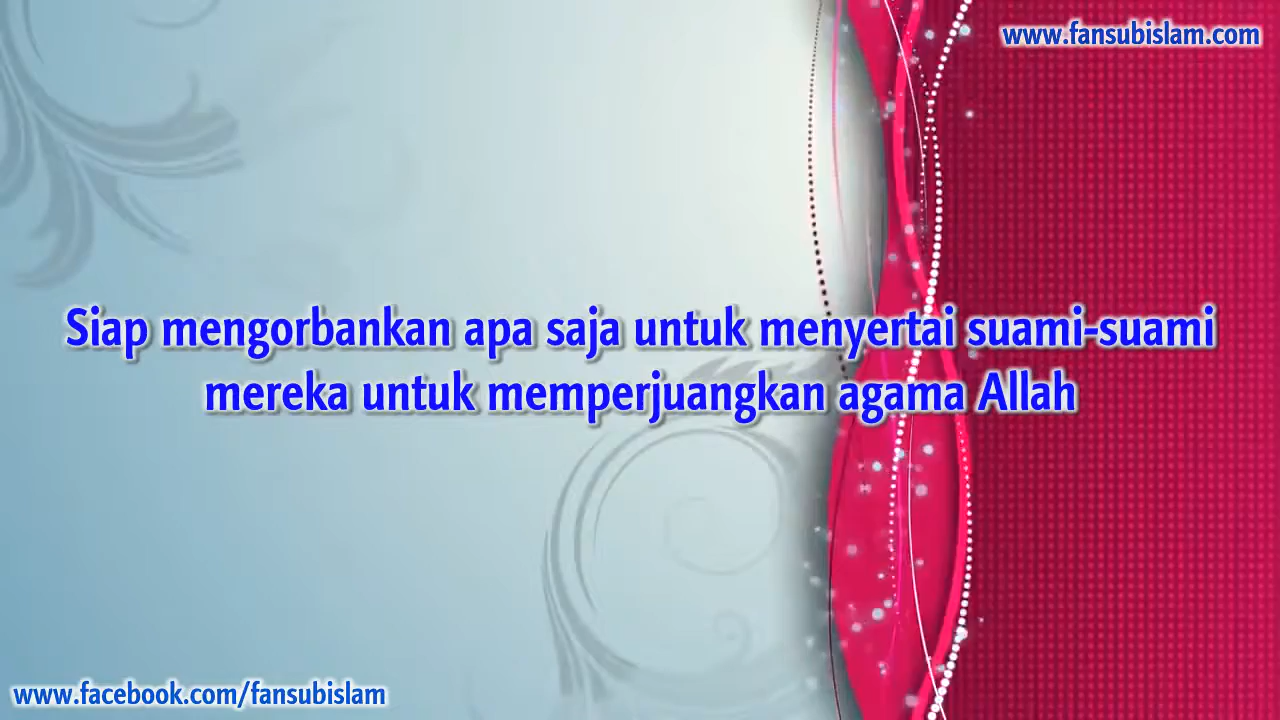 www.fansubislam.com
Siap mengorbankan apa saja untuk menyertai suami-suami
mereka untuk memperjuangkan agama Allah
www.facebook.com/fansubislam